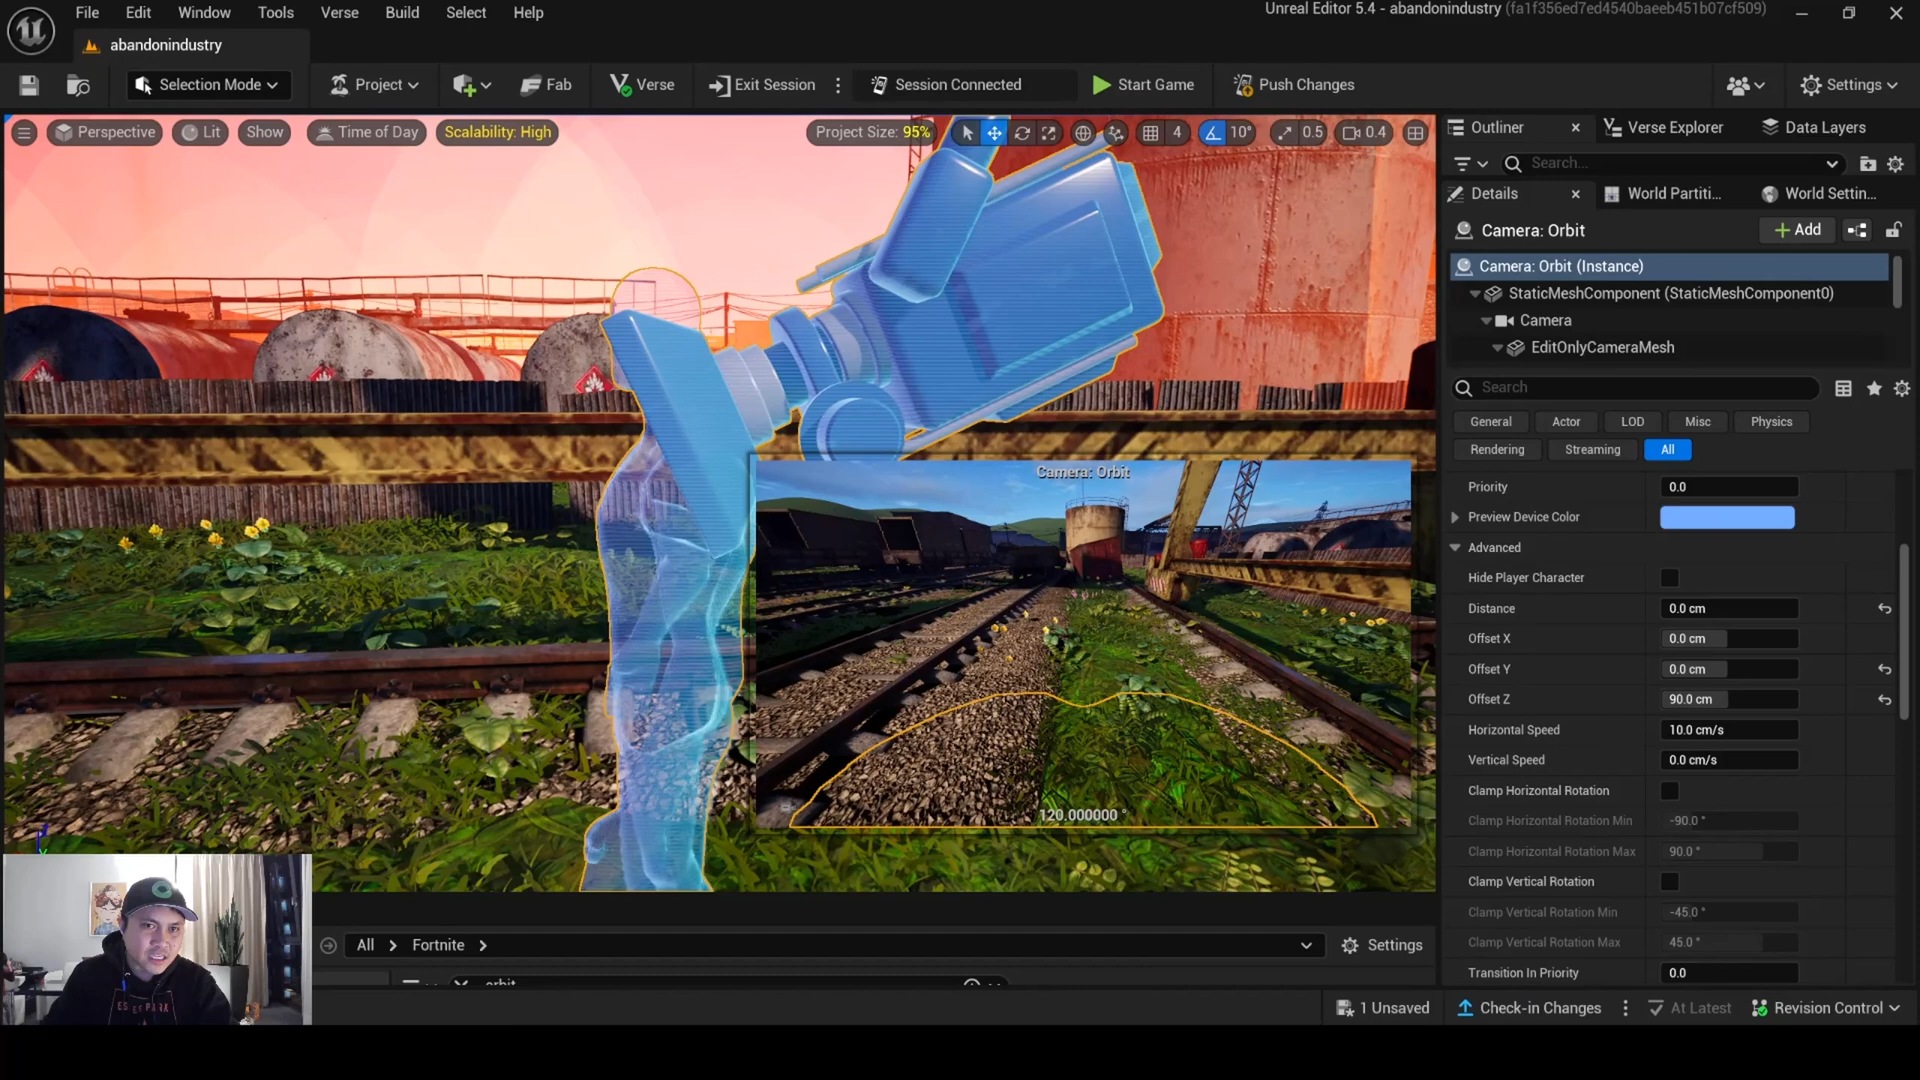 File Edit Window Tools Verse Build Select Help
Unreal Editor 5.4 - abandonindustry (fa1f356ed7ed4540baeeb451b07cf509)
abandonindustry
Selection Mode Project Fab Verse Exit Session Session Connected Start Game Push Changes Settings
Perspective Lit Show Time of Day Scalability: High Project Size: 95% 4 10° 0.5 0.4
Outliner Verse Explorer Data Layers
Search...
Details World Partiti... World Settin...
Camera: Orbit Add
Camera: Orbit (Instance)
StaticMeshComponent (StaticMeshComponent0)
Camera
EditOnlyCameraMesh
Search
General Actor LOD Misc Physics
Rendering Streaming All
Priority 0.0
Preview Device Color
Advanced
Hide Player Character
Distance 0.0 cm
Offset X 0.0 cm
Offset Y 0.0 cm
Offset Z 90.0 cm
Horizontal Speed 10.0 cm/s
Vertical Speed 0.0 cm/s
Clamp Horizontal Rotation
Clamp Horizontal Rotation Min -90.0 °
Clamp Horizontal Rotation Max 90.0 °
Clamp Vertical Rotation
Clamp Vertical Rotation Min -45.0 °
Clamp Vertical Rotation Max 45.0 °
Transition In Priority 0.0
Camera: Orbit
120.000000 °
All Fortnite Settings
orbit
1 Unsaved Check-in Changes At Latest Revision Control